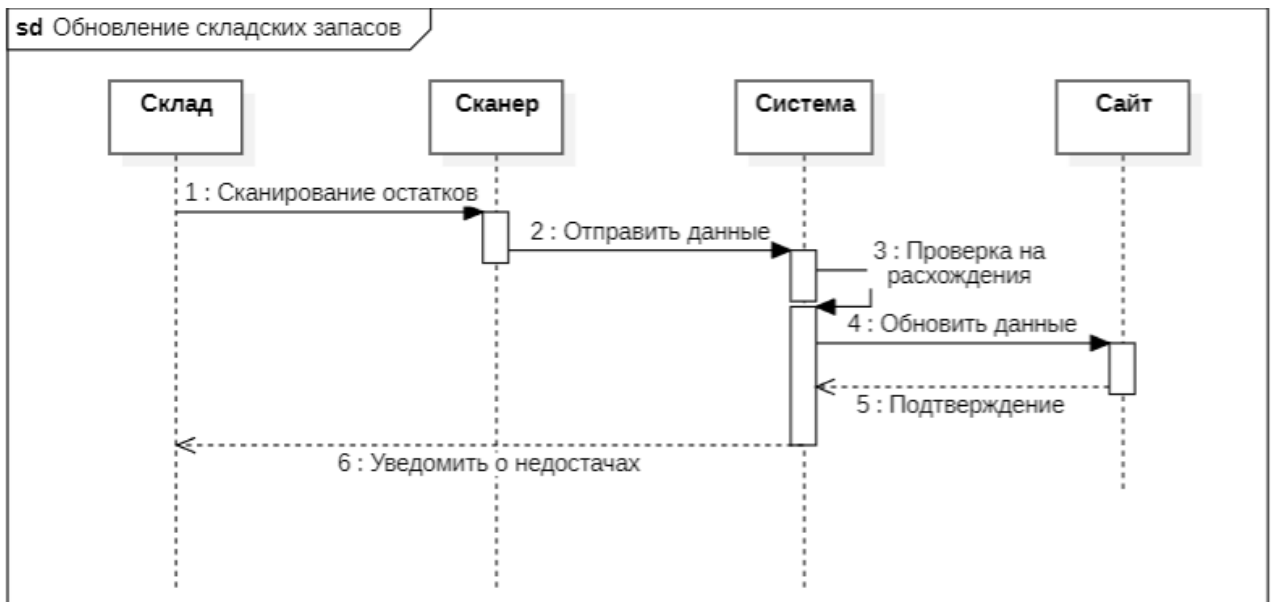 sd Обновление складских запасов
Склад
Сканер
Система
Сайт
1 : Сканирование остатков
2 : Отправить данные
3 : Проверка на
расхождения
4 : Обновить данные
5 : Подтверждение
6 : Уведомить о недостачах